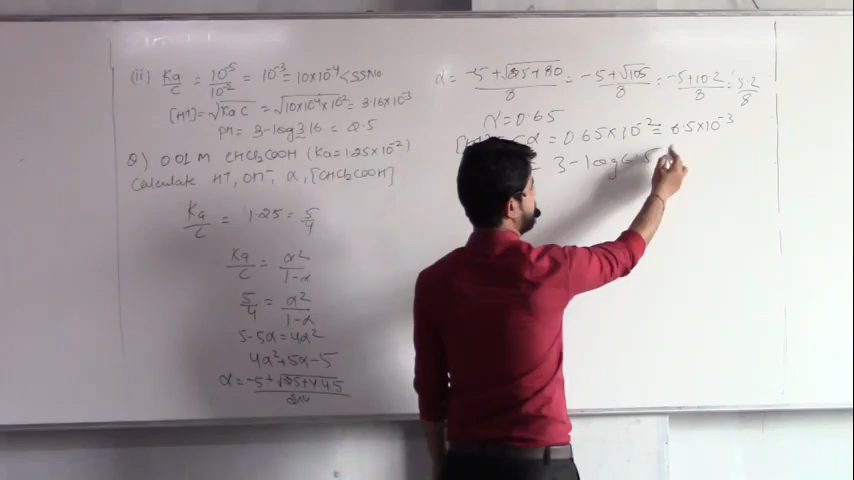 (ii) Ka/C = 10⁻⁵/10⁻² = 10⁻³ = 10×10⁻⁴ < SSNo
[H⁺] = √KaC = √10×10⁻⁴×10⁻² = 3.16×10⁻³
PH = 3-log3.16 = 2.5
Q) 0.01 M CHCl₂COOH (Ka = 1.25×10⁻²)
Calculate H⁺, OH⁻, α, [CHCl₂COOH]
Ka/C = 1.25 = 5/4
Ka/C = α²/1-α
5/4 = α²/1-α
5-5α = 4α²
4α²+5α-5
α = -5+√25+4.4.5/2×4
α = -5+√25+80/8 = -5+√105/8 = -5+10.2/8 = 5.2/8
α = 0.65
α = 0.65×10⁻² = 6.5×10⁻³
= 3-log6.5